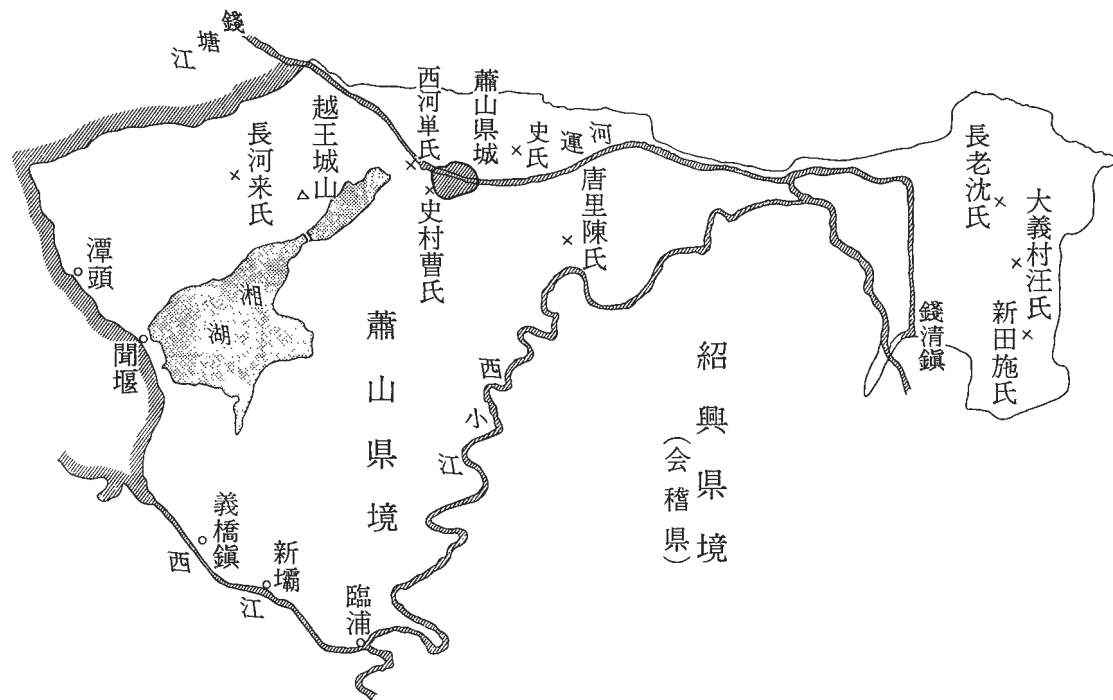 錢塘江
越王城山
長河来氏
西河単氏
蕭山県城
史氏
運河
唐里陳氏
史村曹氏
長老沈氏
大義村汪氏
新田施氏
錢清鎭
潭頭
聞堰
湘湖
蕭山県境
西小江
紹興県境
(会稽県)
義橋鎭
新壩
西江
臨浦